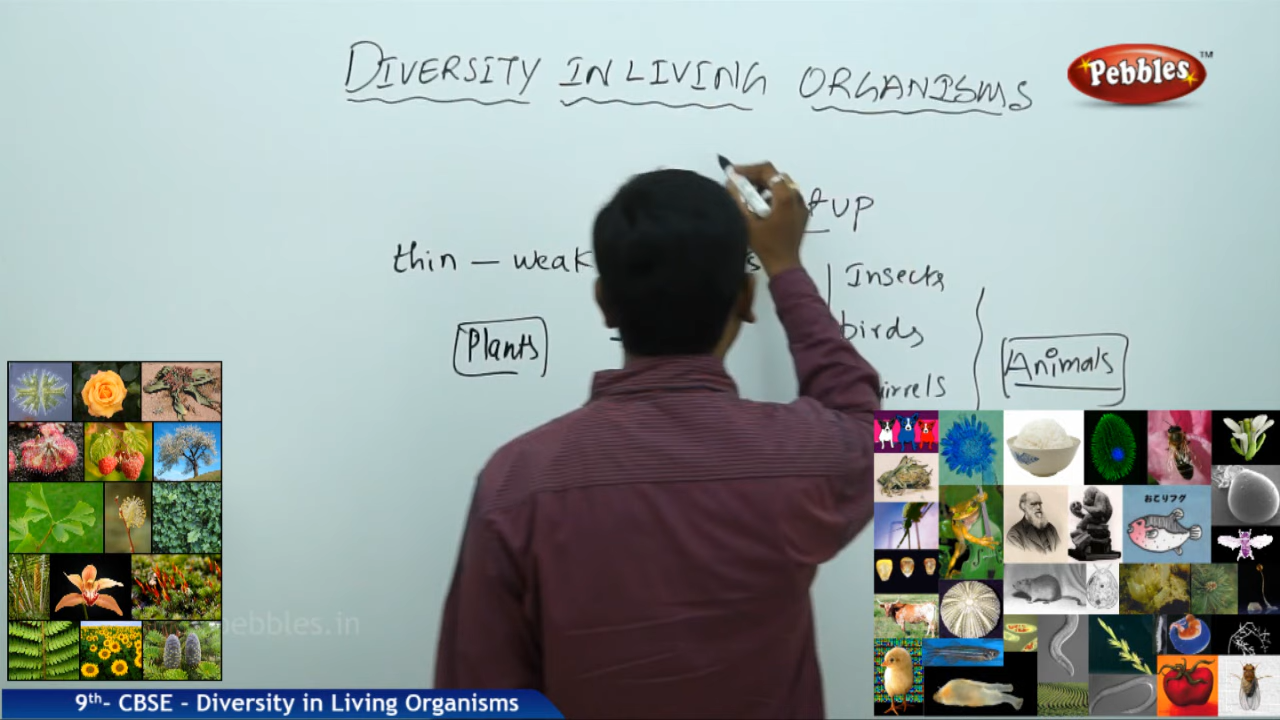 DIVERSITY IN LIVING ORGANISMS
Pebbles TM
up
thin — weak
Insects
birds
Plants
Animals
おこりフグ
pebbles.in
9th- CBSE - Diversity in Living Organisms